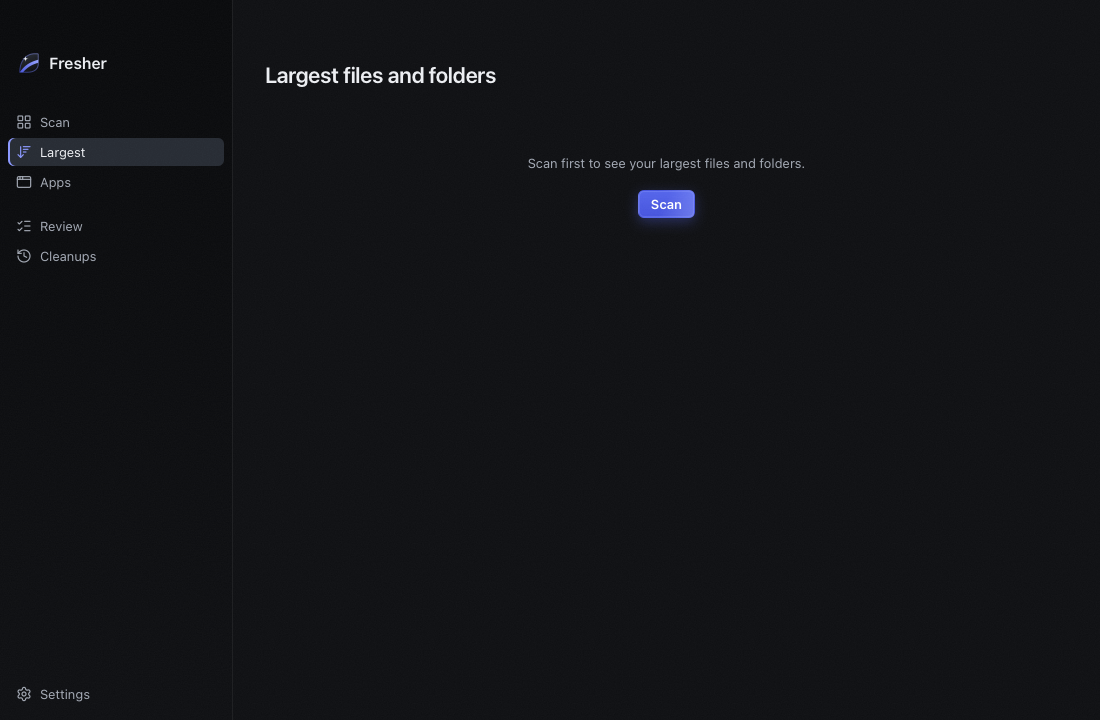 Fresher
Scan
Largest
Apps
Review
Cleanups
Settings
Largest files and folders
Scan first to see your largest files and folders.
Scan